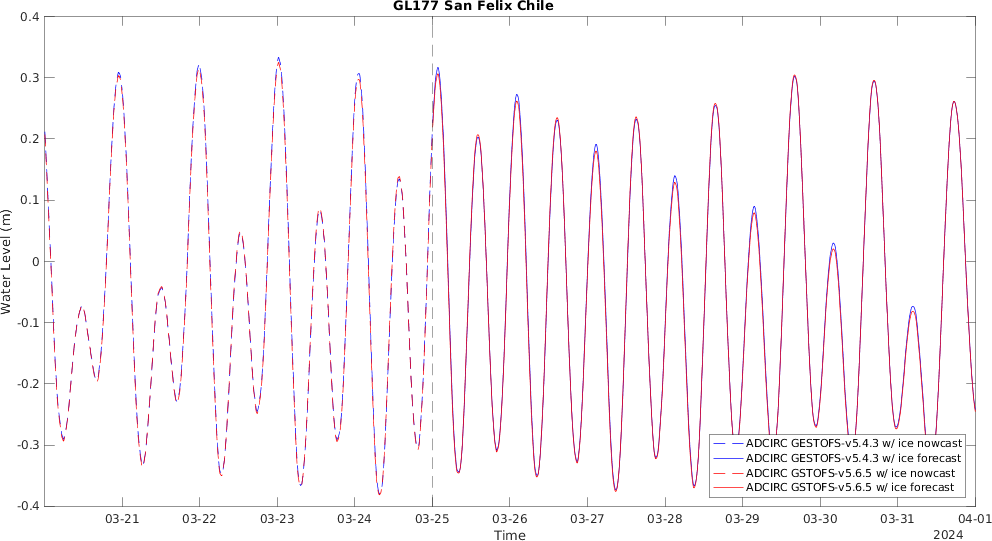 GL177 San Felix Chile
0.4
0.3
0.2
0.1
0
-0.1
-0.2
-0.3
-0.4
Water Level (m)
ADCIRC GESTOFS-v5.4.3 w/ ice nowcast
ADCIRC GESTOFS-v5.4.3 w/ ice forecast
ADCIRC GSTOFS-v5.6.5 w/ ice nowcast
ADCIRC GSTOFS-v5.6.5 w/ ice forecast
03-21 03-22 03-23 03-24 03-25 03-26 03-27 03-28 03-29 03-30 03-31 04-01
Time
2024